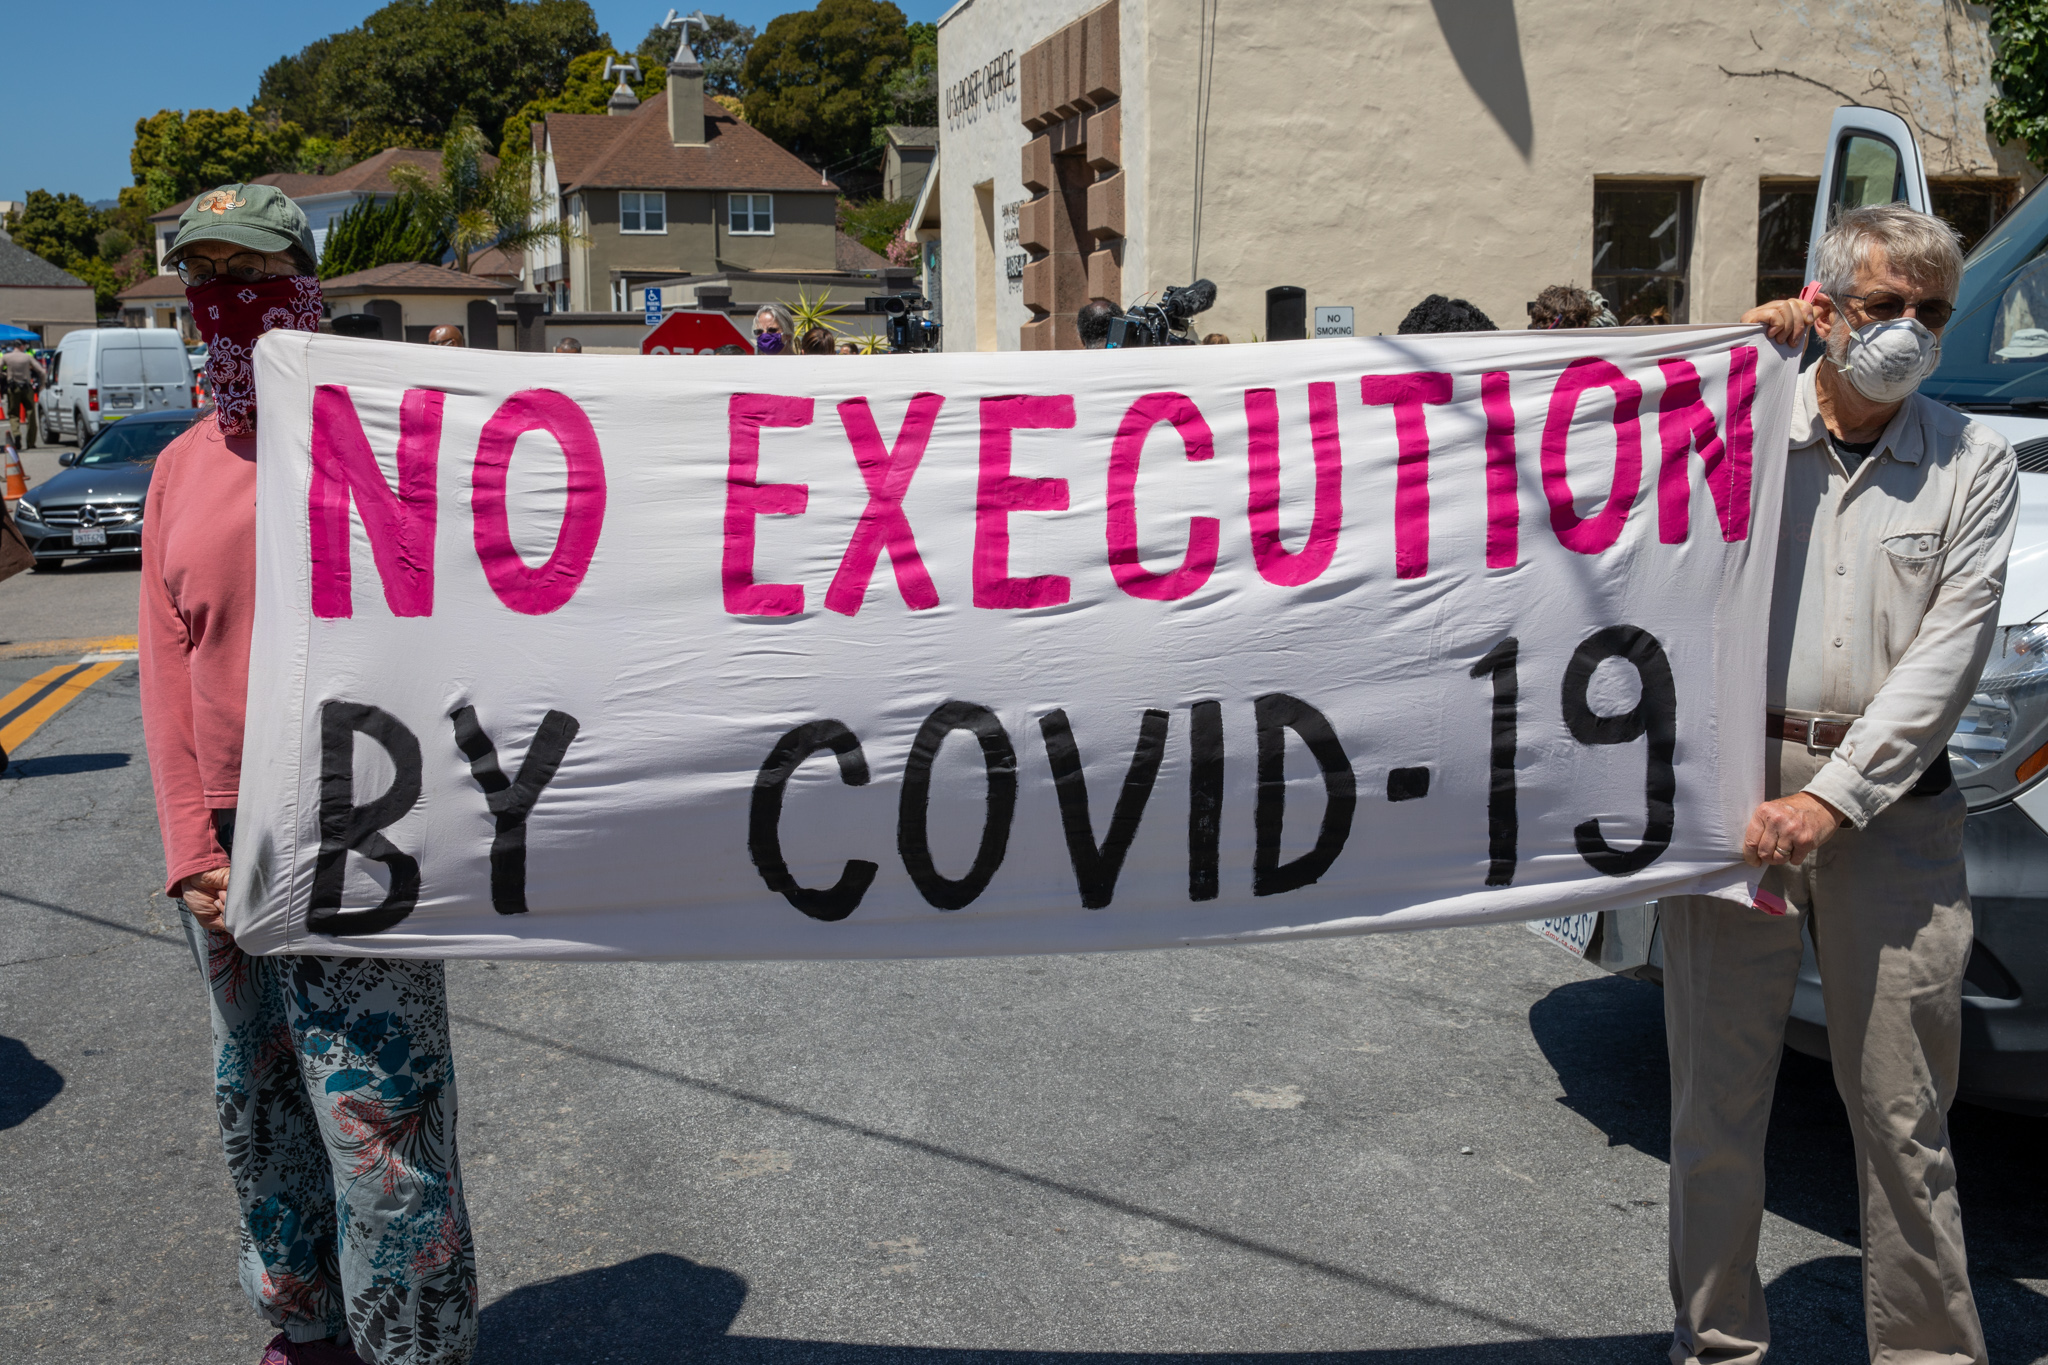 U·S·POST·OFFICE
NO
SMOKING
NO EXECUTION
BY COVID-19